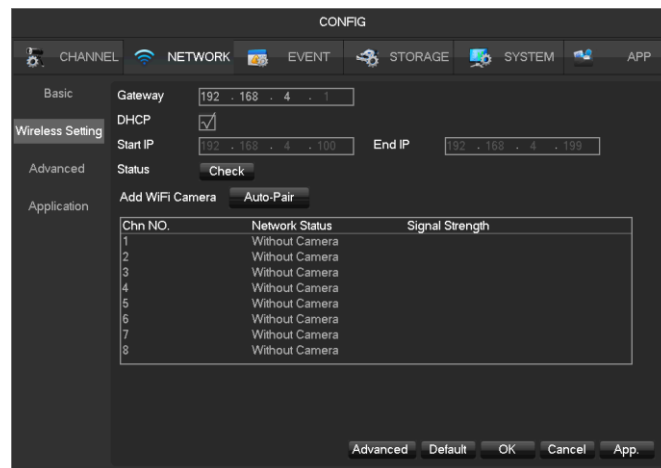 CONFIG
CHANNEL NETWORK EVENT STORAGE SYSTEM APP
Basic
Wireless Setting
Advanced
Application
Gateway 192 . 168 . 4 . 1
DHCP
Start IP 192 . 168 . 4 . 100 End IP 192 . 168 . 4 . 199
Status Check
Add WiFi Camera Auto-Pair
Chn NO. Network Status Signal Strength
1 Without Camera
2 Without Camera
3 Without Camera
4 Without Camera
5 Without Camera
6 Without Camera
7 Without Camera
8 Without Camera
Advanced Default OK Cancel App.